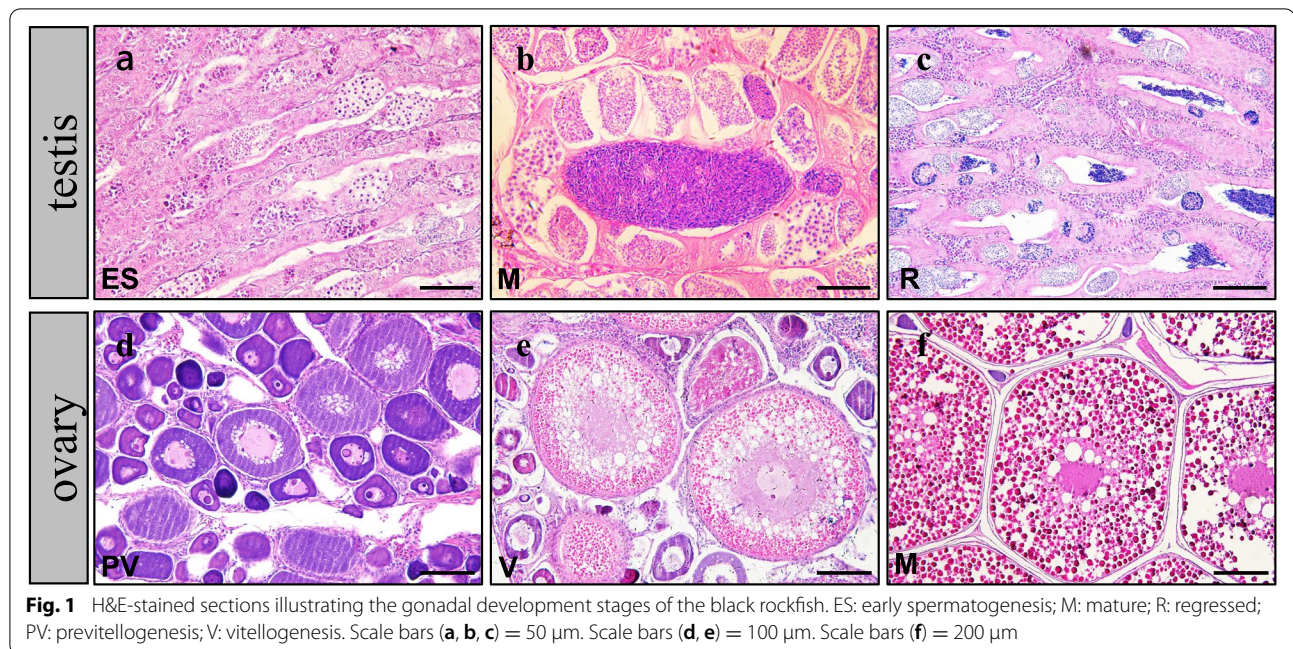 testis
a
ES
b
M
c
R
ovary
d
PV
e
V
f
M
Fig. 1 H&E-stained sections illustrating the gonadal development stages of the black rockfish. ES: early spermatogenesis; M: mature; R: regressed;
PV: previtellogenesis; V: vitellogenesis. Scale bars (a, b, c) = 50 μm. Scale bars (d, e) = 100 μm. Scale bars (f) = 200 μm